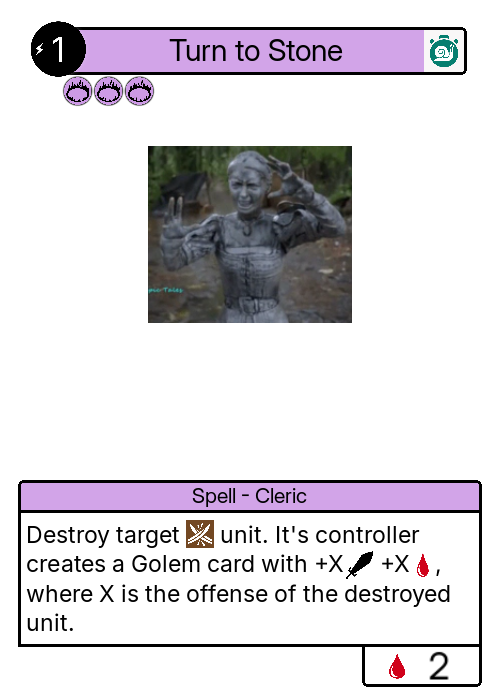 1
Turn to Stone
Spell - Cleric
Destroy target unit. It's controller
creates a Golem card with +X +X ,
where X is the offense of the destroyed
unit.
2